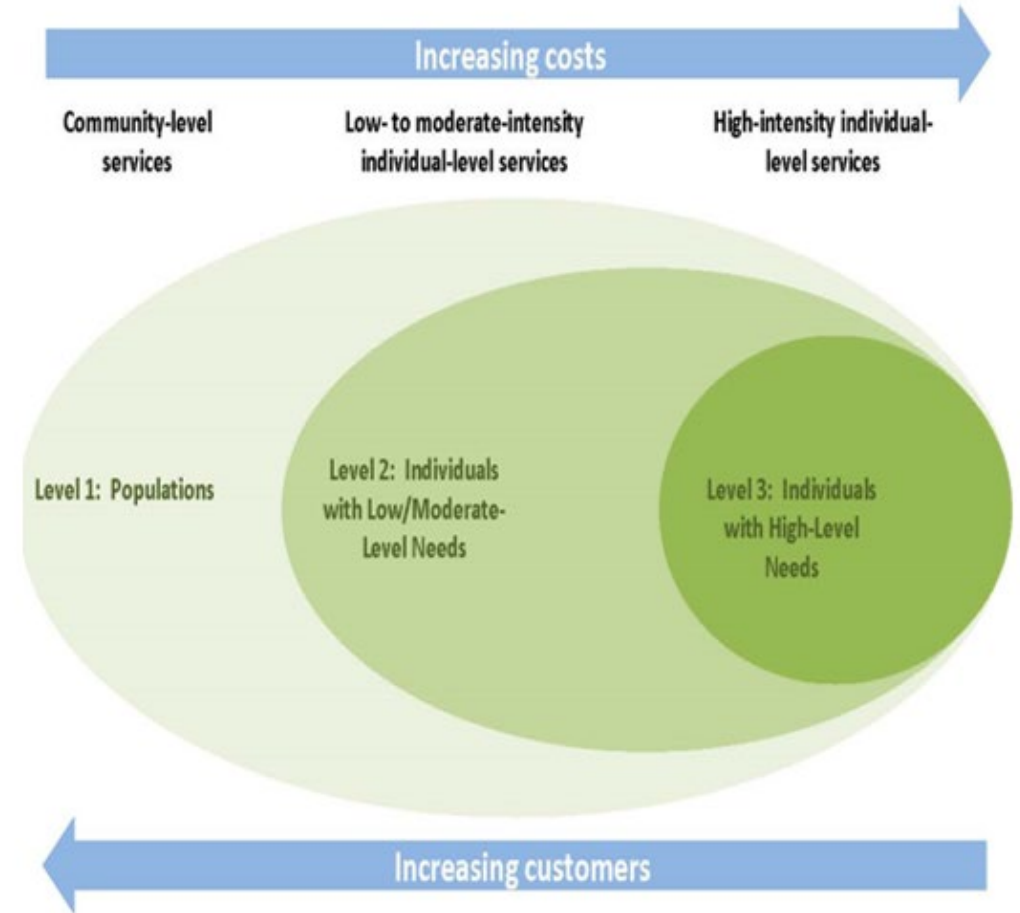 Increasing costs
Community-level
services
Low- to moderate-intensity
individual-level services
High-intensity individual-
level services
Level 1: Populations
Level 2: Individuals
with Low/Moderate-
Level Needs
Level 3: Individuals
with High-Level
Needs
Increasing customers